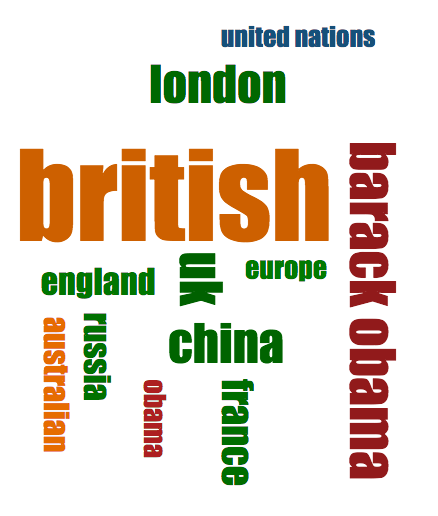 united nations
london
british
barack obama
uk
europe
england
russia
australian
china
obama
france